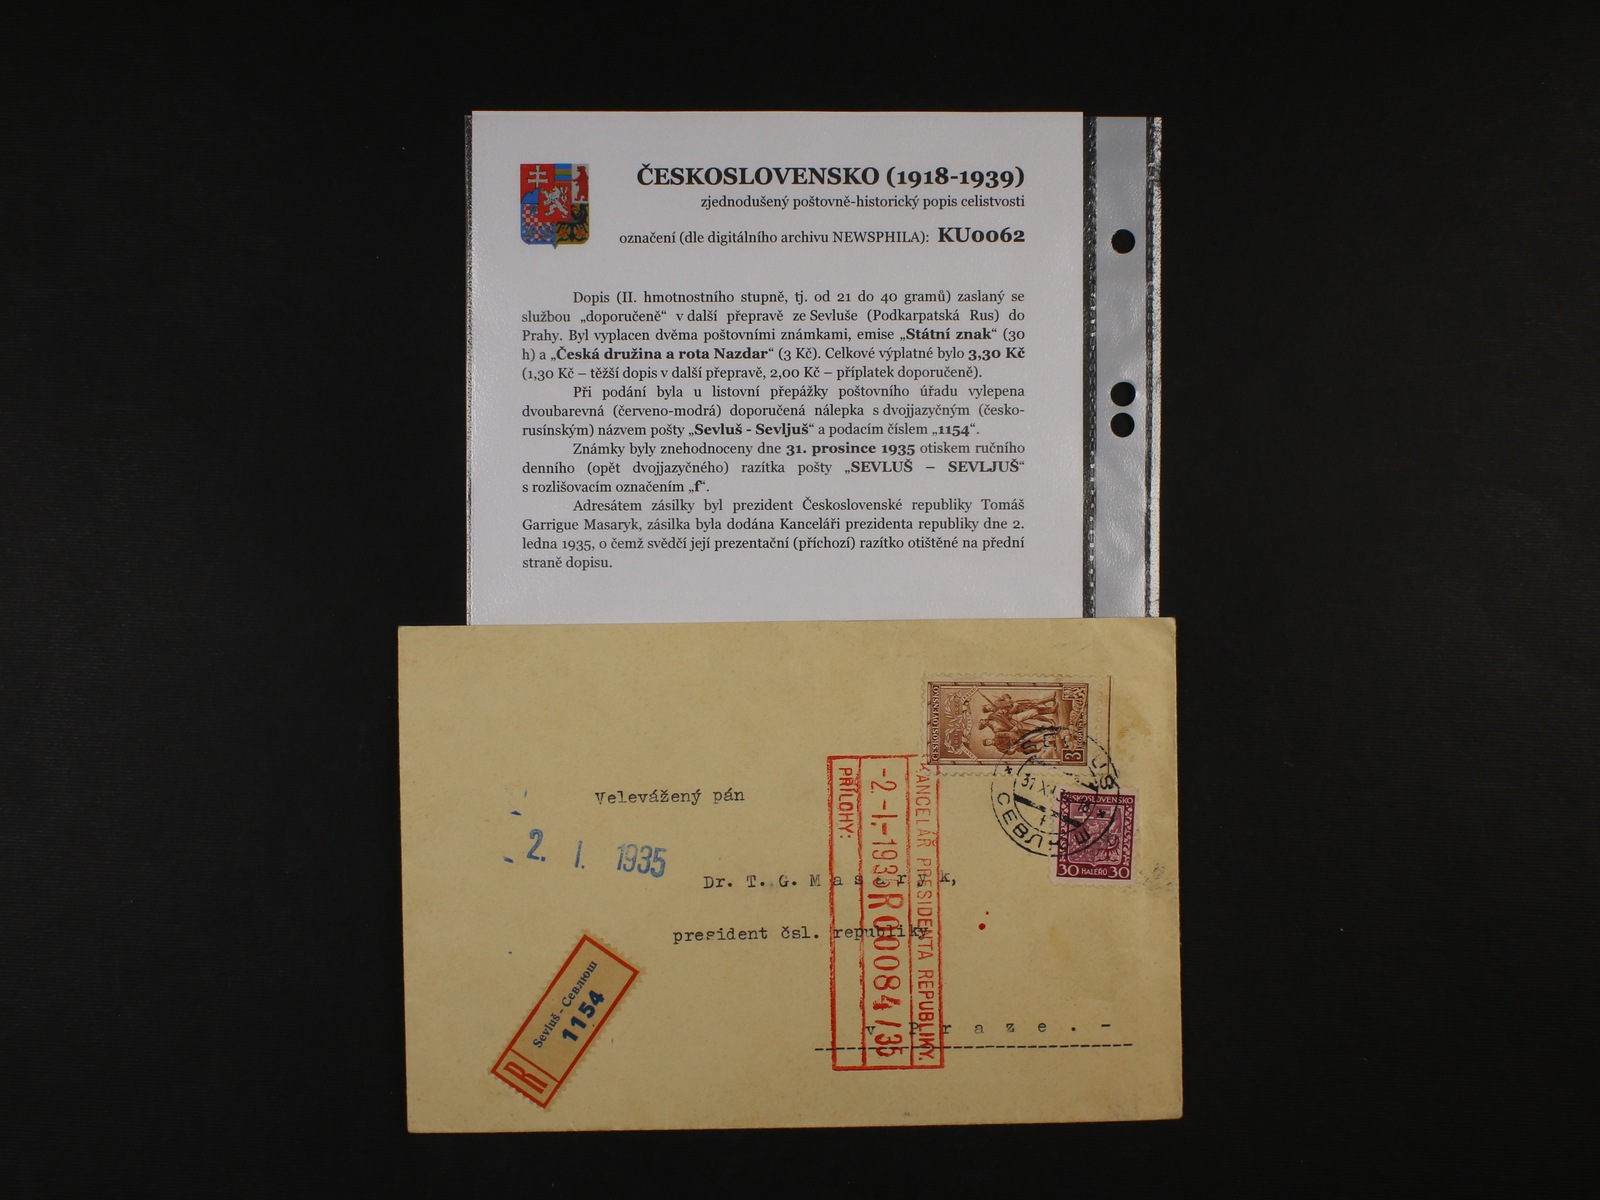 ČESKOSLOVENSKO (1918-1939)
zjednodušený poštovně-historický popis celistvosti
označení (dle digitálního archivu NEWSPHILA): KU0062
Dopis (II. hmotnostního stupně, tj. od 21 do 40 gramů) zaslaný se
službou „doporučeně“ v další přepravě ze Sevluše (Podkarpatská Rus) do
Prahy. Byl vyplacen dvěma poštovními známkami, emise „Státní znak“ (30
h) a „Česká družina a rota Nazdar“ (3 Kč). Celkové výplatné bylo 3,30 Kč
(1,30 Kč – těžší dopis v další přepravě, 2,00 Kč – příplatek doporučeně).
Při podání byla u listovní přepážky poštovního úřadu vylepena
dvoubarevná (červeno-modrá) doporučená nálepka s dvojjazyčným (česko-
rusínským) názvem pošty „Sevluš - Sevljuš“ a podacím číslem „1154“.
Známky byly znehodnoceny dne 31. prosince 1935 otiskem ručního
denního (opět dvojjazyčného) razítka pošty „SEVLUŠ – SEVLJUŠ“
s rozlišovacím označením „f“.
Adresátem zásilky byl prezident Československé republiky Tomáš
Garrigue Masaryk, zásilka byla dodána Kanceláři prezidenta republiky dne 2.
ledna 1935, o čemž svědčí její prezentační (příchozí) razítko otištěné na přední
straně dopisu.
ČESKOSLOVENSKO
3
ČESKOSLOVENSKO
30 HALÉŘŮ 30
Velevážený pán
2. I. 1935
Dr. T. G. Masaryk,
president čsl. republiky
v Praze.-
KANCELÁŘ PRESIDENTA REPUBLIKY.
-2.-I.-1935 R 00084/35
PŘÍLOHY:
R
Sevluš - Севлюш
1154